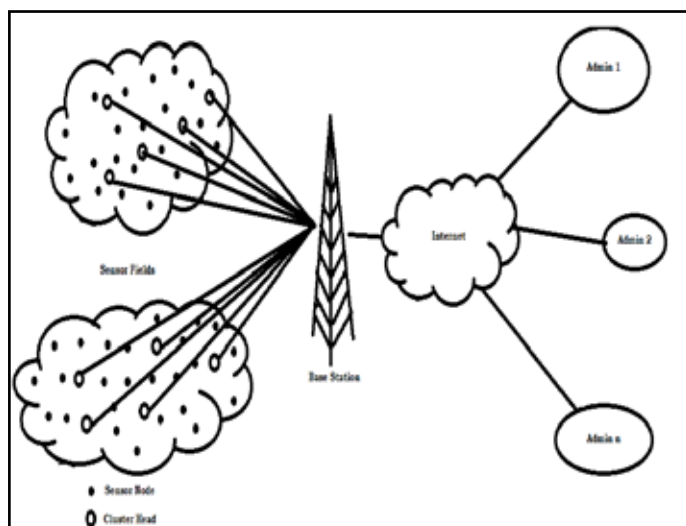 Admin 1
Internet
Admin 2
Sensor Fields
Base Station
Admin n
Sensor Node
Cluster Head